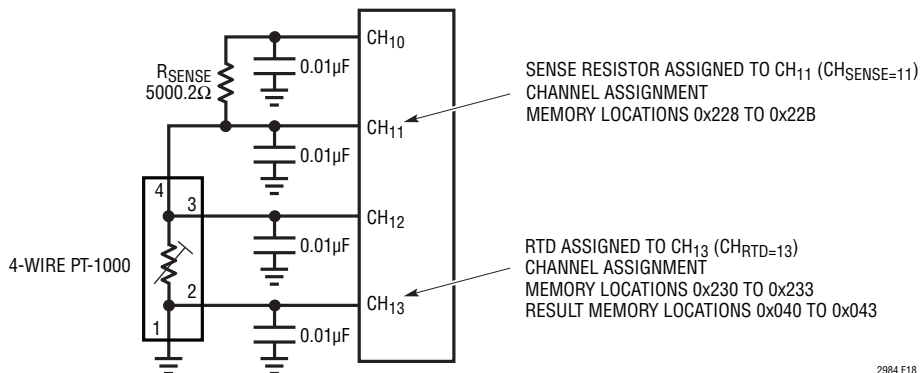 CH10
0.01µF
RSENSE
5000.2Ω
CH11
0.01µF
SENSE RESISTOR ASSIGNED TO CH11 (CHSENSE=11)
CHANNEL ASSIGNMENT
MEMORY LOCATIONS 0x228 TO 0x22B
4
3
CH12
0.01µF
4-WIRE PT-1000
2
CH13
1
0.01µF
RTD ASSIGNED TO CH13 (CHRTD=13)
CHANNEL ASSIGNMENT
MEMORY LOCATIONS 0x230 TO 0x233
RESULT MEMORY LOCATIONS 0x040 TO 0x043
2984 F18